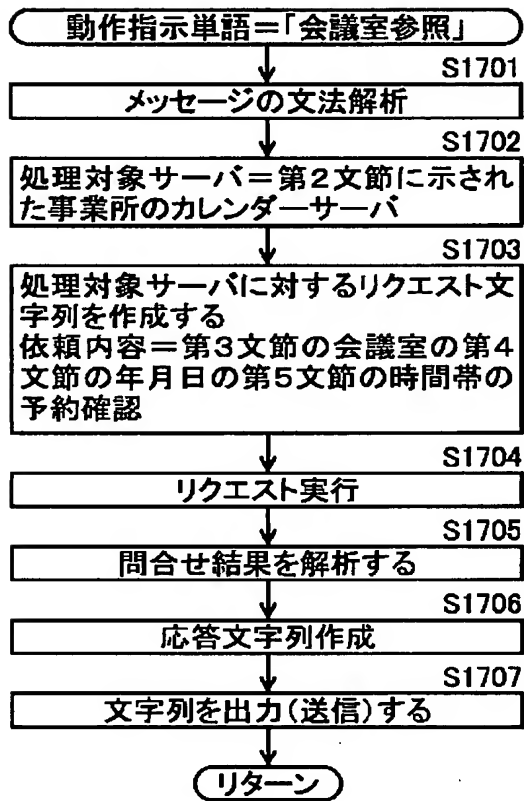 動作指示単語＝「会議室参照」
S1701
メッセージの文法解析
S1702
処理対象サーバ＝第２文節に示され
た事業所のカレンダーサーバ
S1703
処理対象サーバに対するリクエスト文
字列を作成する
依頼内容＝第３文節の会議室の第４
文節の年月日の第５文節の時間帯の
予約確認
S1704
リクエスト実行
S1705
問合せ結果を解析する
S1706
応答文字列作成
S1707
文字列を出力(送信)する
リターン